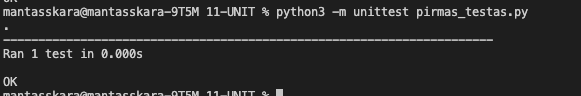 OK
mantasskara@mantasskara-9T5M 11-UNIT % python3 -m unittest pirmas_testas.py
.
----------------------------------------------------------------------
Ran 1 test in 0.000s
OK
mantasskara@mantasskara-9T5M 11-UNIT %